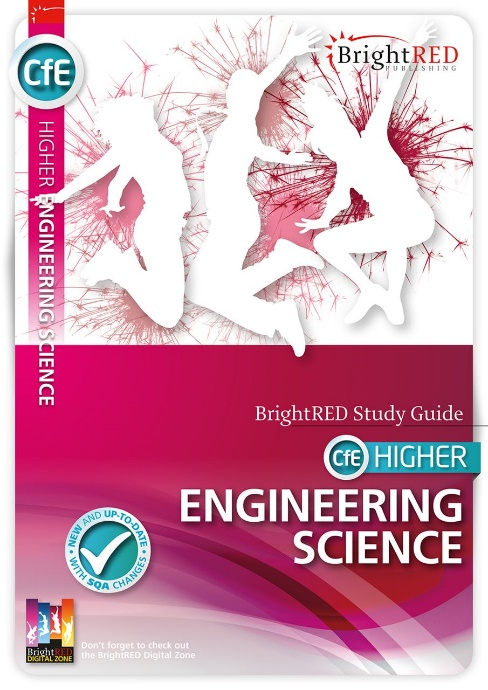 CfE
HIGHER ENGINEERING SCIENCE
BrightRED
PUBLISHING
BrightRED Study Guide
CfE HIGHER
ENGINEERING
SCIENCE
NEW AND UP-TO-DATE
WITH SQA CHANGES
BrightRED
DIGITAL ZONE
Don't forget to check out
the BrightRED Digital Zone